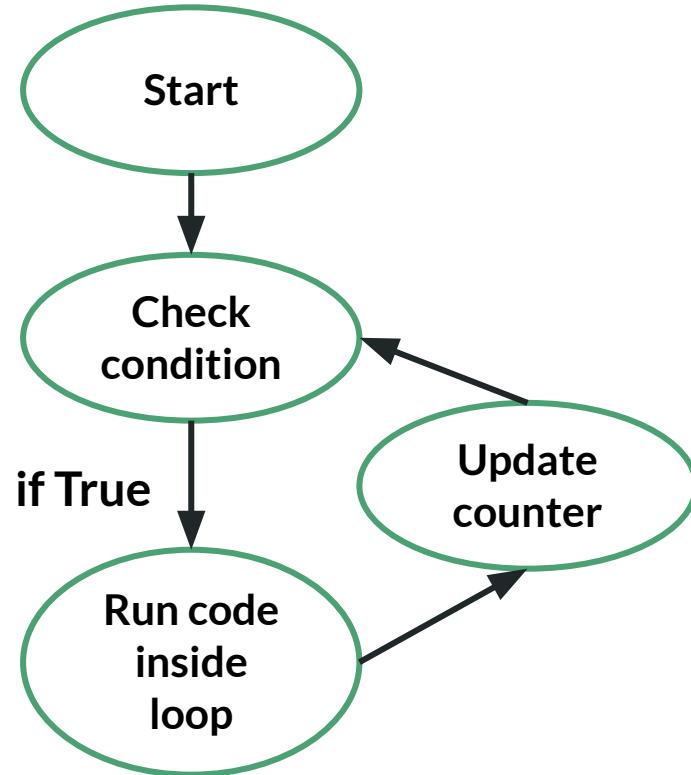 Start
Check
condition
if True
Update
counter
Run code
inside
loop